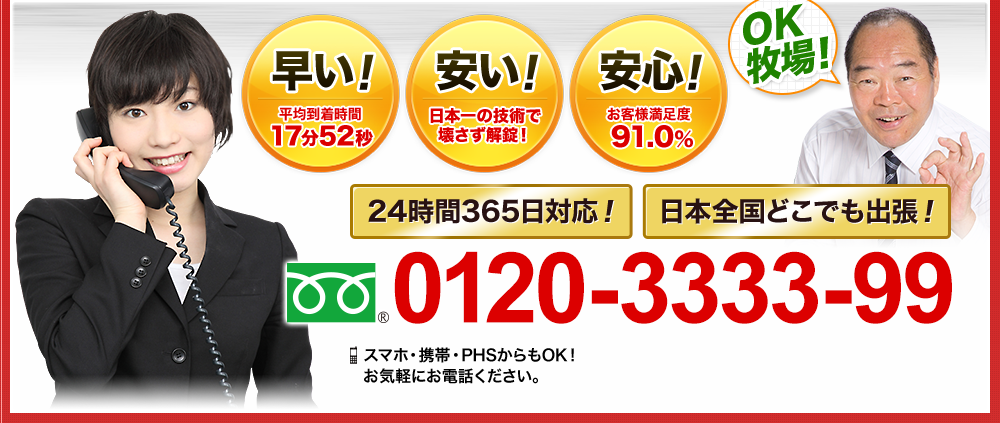 早い!
平均到着時間
17分52秒
安い!
日本一の技術で
壊さず解錠!
安心!
お客様満足度
91.0%
OK
牧場!
24時間365日対応!
日本全国どこでも出張!
® 0120-3333-99
スマホ・携帯・PHSからもOK!
お気軽にお電話ください。